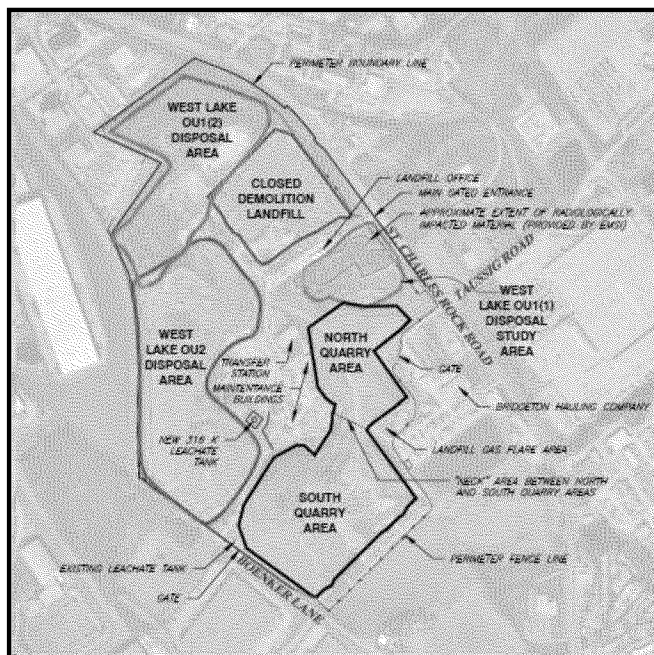 PERIMETER BOUNDARY LINE
WEST LAKE
OU1(2)
DISPOSAL
AREA
CLOSED
DEMOLITION
LANDFILL
LANDFILL OFFICE
MAIN GATED ENTRANCE
APPROXIMATE EXTENT OF RADIOLOGICALLY
IMPACTED MATERIAL (PROVIDED BY EMSI)
ST. CHARLES ROCK ROAD
TAUSSIG ROAD
WEST
LAKE OU1(1)
DISPOSAL
STUDY
AREA
WEST
LAKE OU2
DISPOSAL
AREA
NORTH
QUARRY
AREA
TRANSFER
STATION
MAINTENTANCE
BUILDINGS
GATE
BRIDGETON HAULING COMPANY
NEW 316 K
LEACHATE
TANK
LANDFILL GAS FLARE AREA
"NECK" AREA BETWEEN NORTH
AND SOUTH QUARRY AREAS
SOUTH
QUARRY
AREA
EXISTING LEACHATE TANK
PERIMETER FENCE LINE
GATE
BOENKER LANE